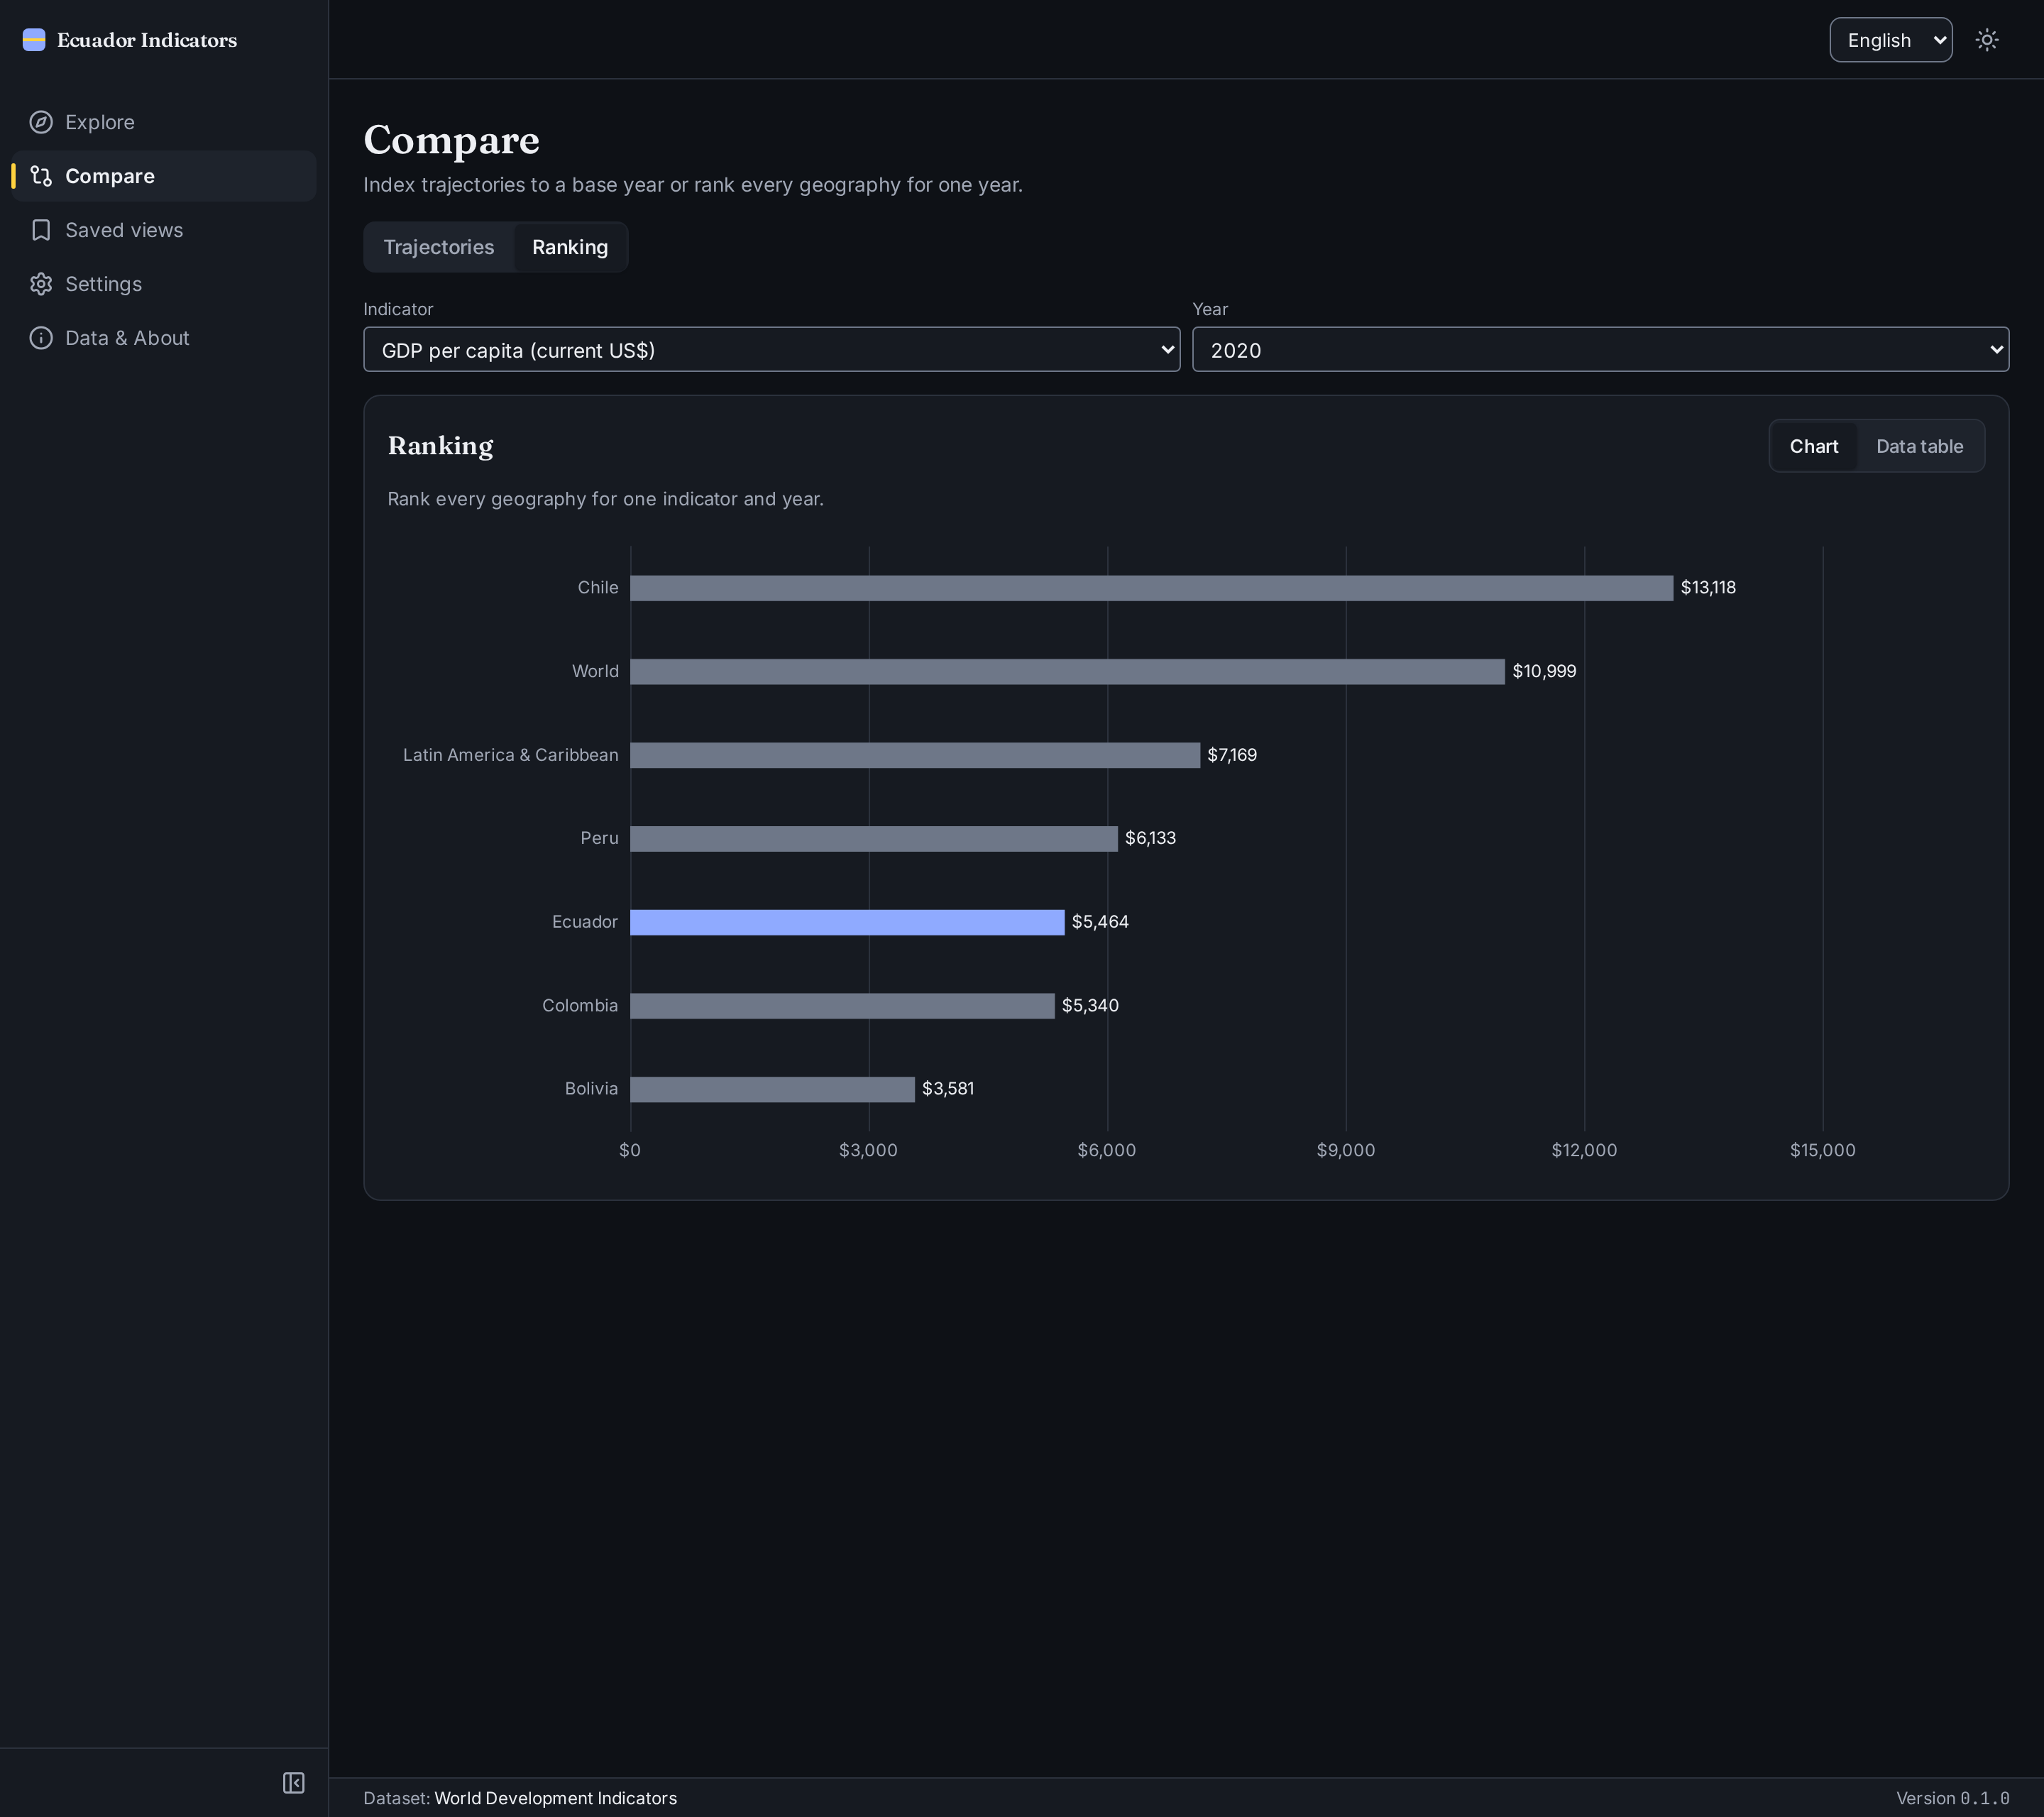 Ecuador Indicators
English
Explore
Compare
Saved views
Settings
Data & About
Compare
Index trajectories to a base year or rank every geography for one year.
Trajectories Ranking
Indicator Year
GDP per capita (current US$) 2020
Ranking Chart Data table
Rank every geography for one indicator and year.
Chile $13,118
World $10,999
Latin America & Caribbean $7,169
Peru $6,133
Ecuador $5,464
Colombia $5,340
Bolivia $3,581
$0 $3,000 $6,000 $9,000 $12,000 $15,000
Dataset: World Development Indicators Version 0.1.0